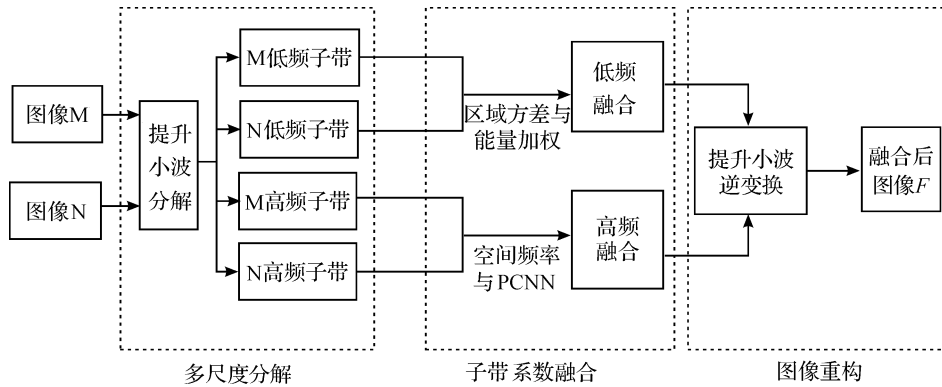 图像M
图像N
提升
小波
分解
M低频子带
N低频子带
M高频子带
N高频子带
区域方差与
能量加权
空间频率
与PCNN
低频
融合
高频
融合
提升小波
逆变换
融合后
图像F
多尺度分解
子带系数融合
图像重构